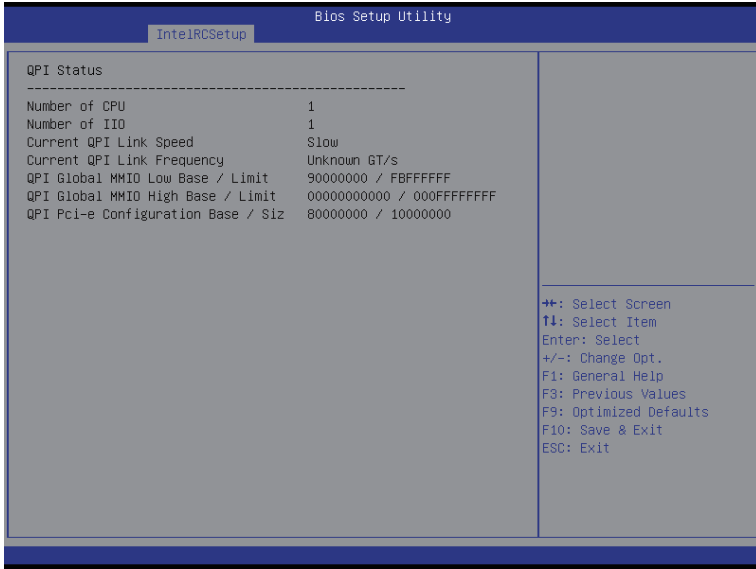 Bios Setup Utility
IntelRCSetup
QPI Status
----------------------------------------------------
Number of CPU 1
Number of IIO 1
Current QPI Link Speed Slow
Current QPI Link Frequency Unknown GT/s
QPI Global MMIO Low Base / Limit 90000000 / FBFFFFFF
QPI Global MMIO High Base / Limit 00000000000 / 000FFFFFFFF
QPI Pci-e Configuration Base / Siz 80000000 / 10000000
→←: Select Screen
↑↓: Select Item
Enter: Select
+/-: Change Opt.
F1: General Help
F3: Previous Values
F9: Optimized Defaults
F10: Save & Exit
ESC: Exit